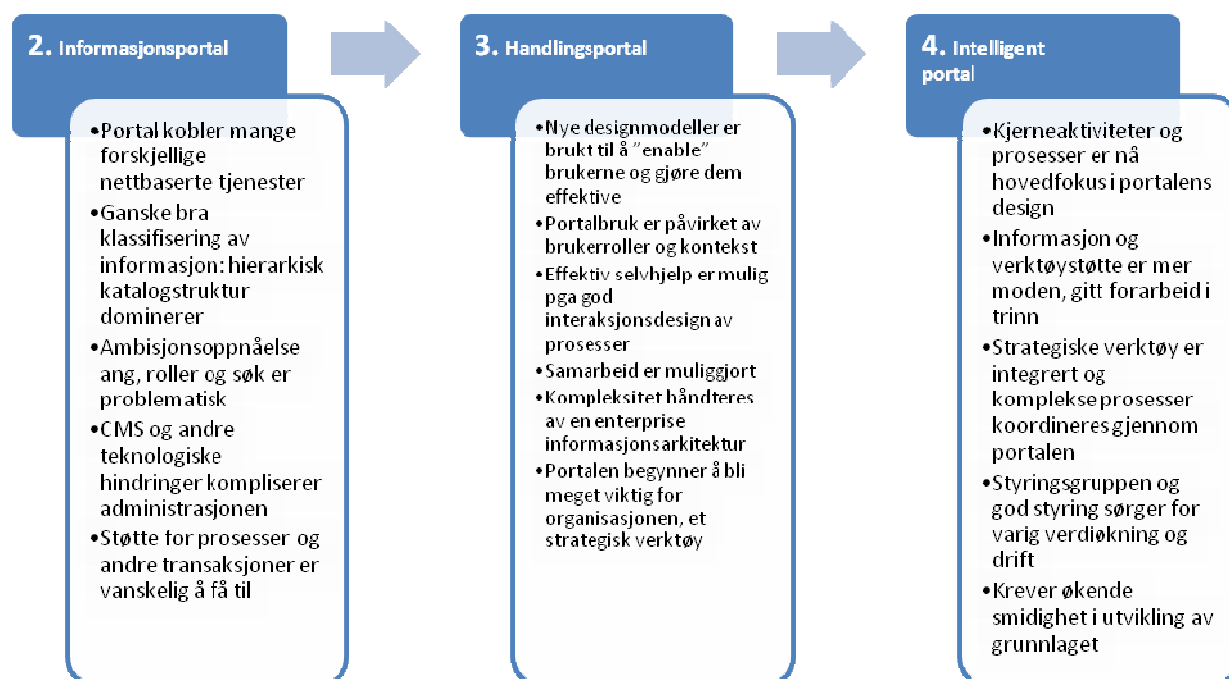 2. Informasjonsportal
•Portal kobler mange
forskjellige
nettbaserte tjenester
•Ganske bra
klassifisering av
informasjon: hierarkisk
katalogstruktur
dominerer
•Ambisjonsoppnåelse
ang, roller og søk er
problematisk
•CMS og andre
teknologiske
hindringer kompliserer
administrasjonen
•Støtte for prosesser og
andre transaksjoner er
vanskelig å få til
3. Handlingsportal
•Nye designmodeller er
brukt til å ”enable”
brukerne og gjøre dem
effektive
•Portalbruk er påvirket av
brukerroller og kontekst
•Effektiv selvhjelp er mulig
pga god
interaksjonsdesign av
prosesser
•Samarbeid er muliggjort
•Kompleksitet håndteres
av en enterprise
informasjonsarkitektur
•Portalen begynner å bli
meget viktig for
organisasjonen, et
strategisk verktøy
4. Intelligent
portal
•Kjerneaktiviteter og
prosesser er nå
hovedfokus i portalens
design
•Informasjon og
verktøystøtte er mer
moden, gitt forarbeid i
trinn
•Strategiske verktøy er
integrert og
komplekse prosesser
koordineres gjennom
portalen
•Styringsgruppen og
god styring sørger for
varig verdiøkning og
drift
•Krever økende
smidighet i utvikling av
grunnlaget